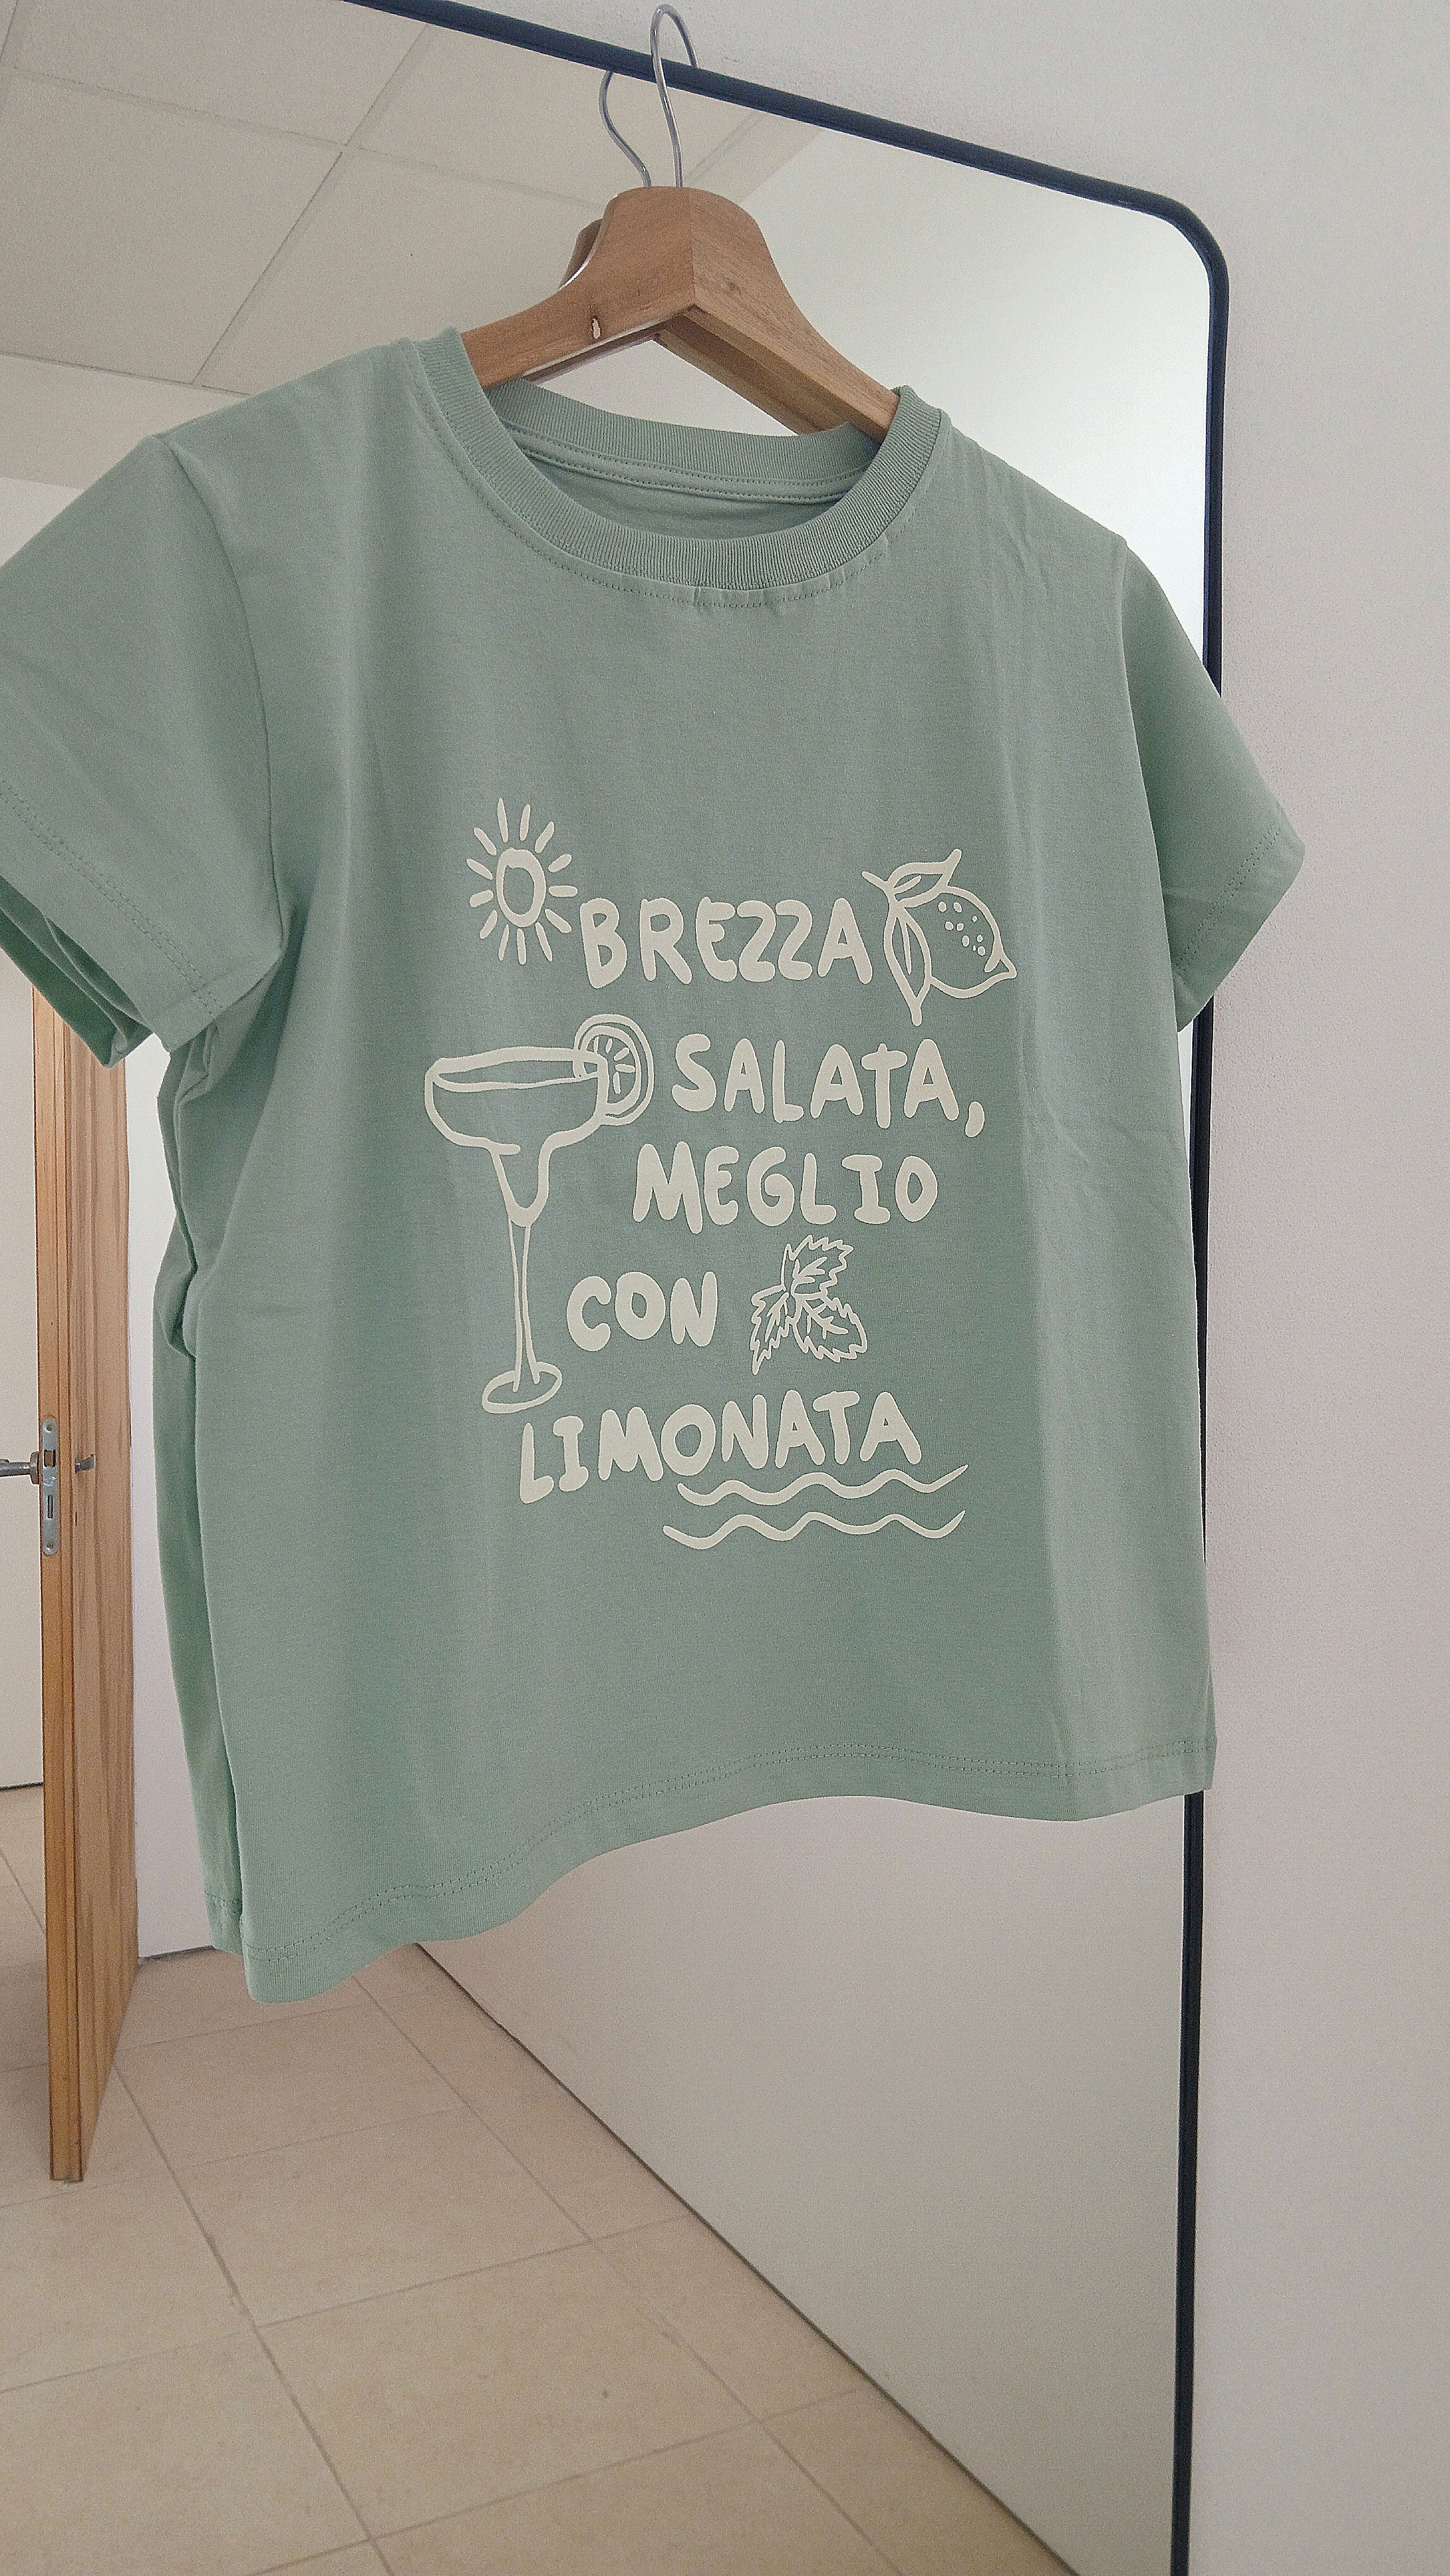 BREZZA
SALATA,
MEGLIO
CON
LIMONATA